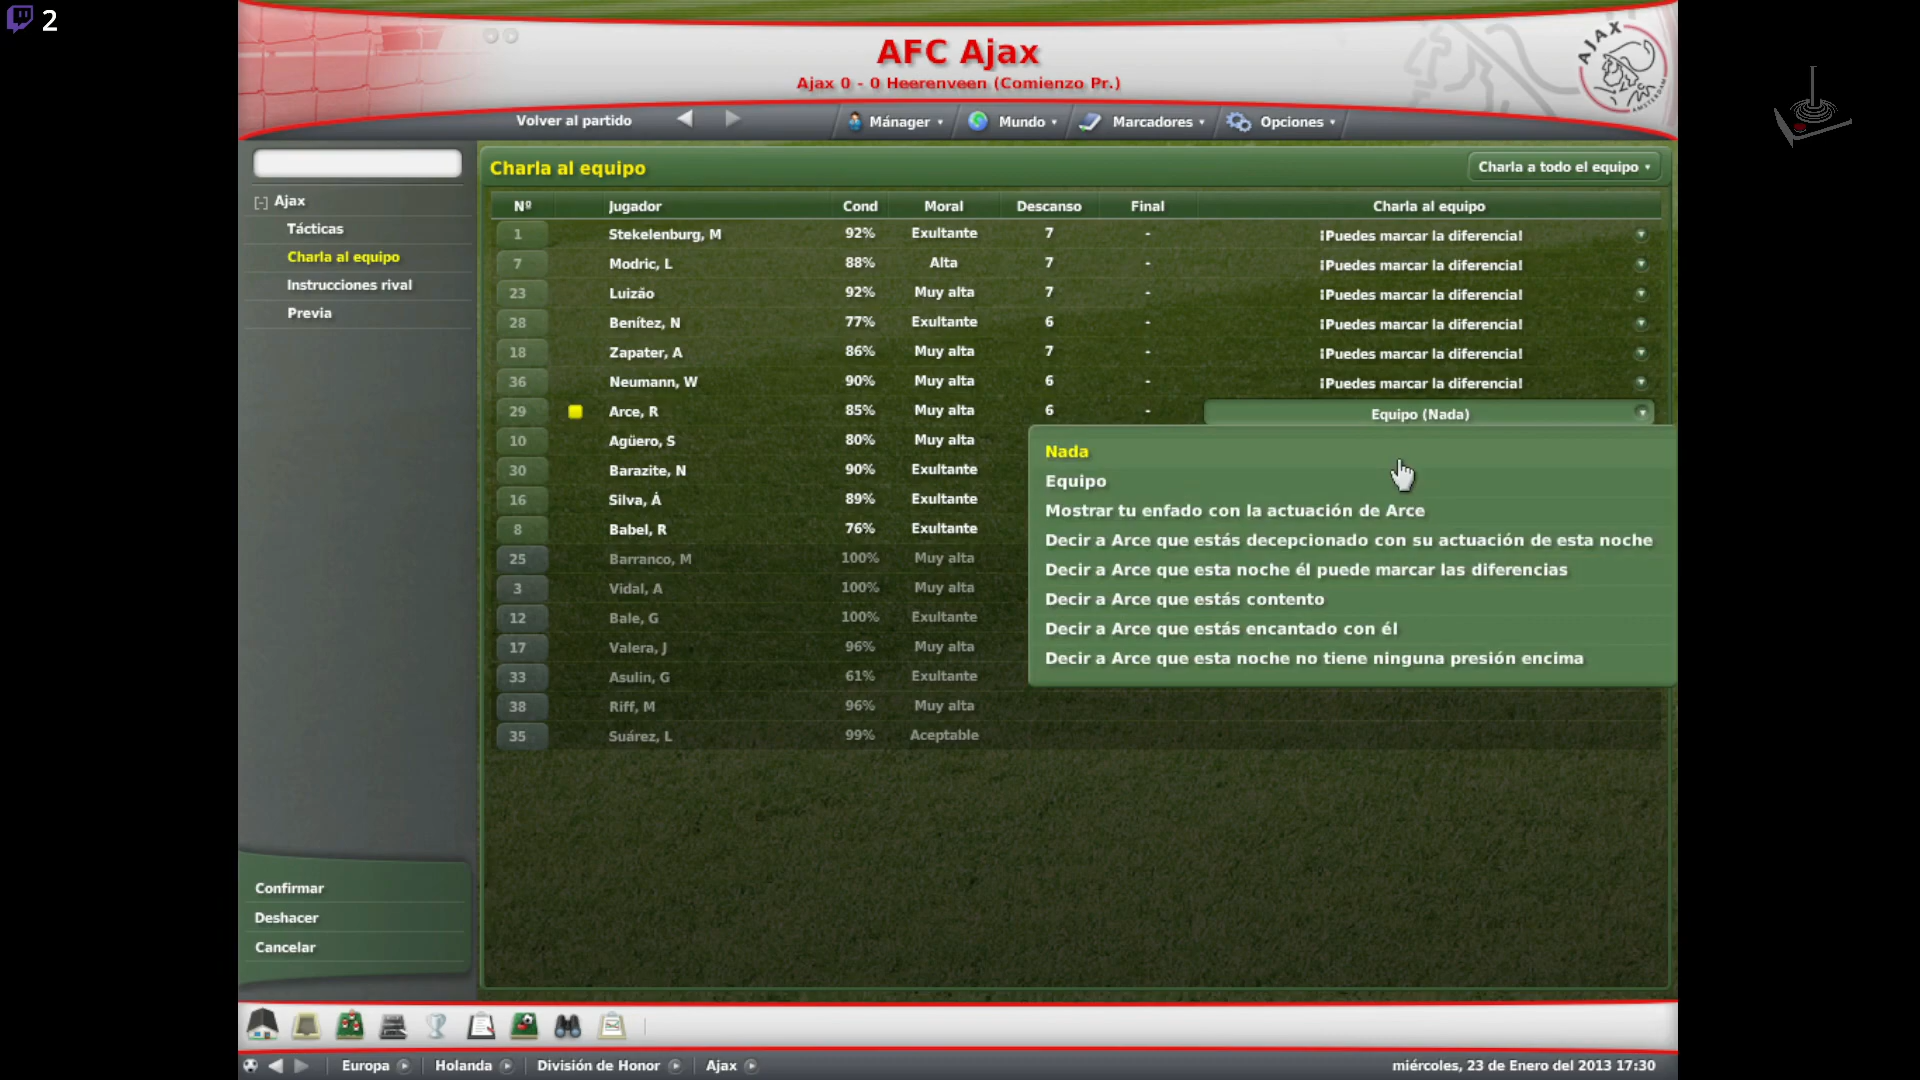 2
AFC Ajax
Ajax 0 - 0 Heerenveen (Comienzo Pr.)
AJAX
AMSTERDAM
Volver al partido Mánager Mundo Marcadores Opciones
Charla al equipo Charla a todo el equipo
[-] Ajax
Tácticas
Charla al equipo
Instrucciones rival
Previa
Nº Jugador Cond Moral Descanso Final Charla al equipo
1 Stekelenburg, M 92% Exultante 7 - ¡Puedes marcar la diferencia!
7 Modric, L 88% Alta 7 - ¡Puedes marcar la diferencia!
23 Luizão 92% Muy alta 7 - ¡Puedes marcar la diferencia!
28 Benítez, N 77% Exultante 6 - ¡Puedes marcar la diferencia!
18 Zapater, A 86% Muy alta 7 - ¡Puedes marcar la diferencia!
36 Neumann, W 90% Muy alta 6 - ¡Puedes marcar la diferencia!
29 Arce, R 85% Muy alta 6 - Equipo (Nada)
10 Agüero, S 80% Muy alta
30 Barazite, N 90% Exultante
16 Silva, Á 89% Exultante
8 Babel, R 76% Exultante
25 Barranco, M 100% Muy alta
3 Vidal, A 100% Muy alta
12 Bale, G 100% Exultante
17 Valera, J 96% Muy alta
33 Asulin, G 61% Exultante
38 Riff, M 96% Muy alta
35 Suárez, L 99% Aceptable
Nada
Equipo
Mostrar tu enfado con la actuación de Arce
Decir a Arce que estás decepcionado con su actuación de esta noche
Decir a Arce que esta noche él puede marcar las diferencias
Decir a Arce que estás contento
Decir a Arce que estás encantado con él
Decir a Arce que esta noche no tiene ninguna presión encima
Confirmar
Deshacer
Cancelar
Europa Holanda División de Honor Ajax miércoles, 23 de Enero del 2013 17:30